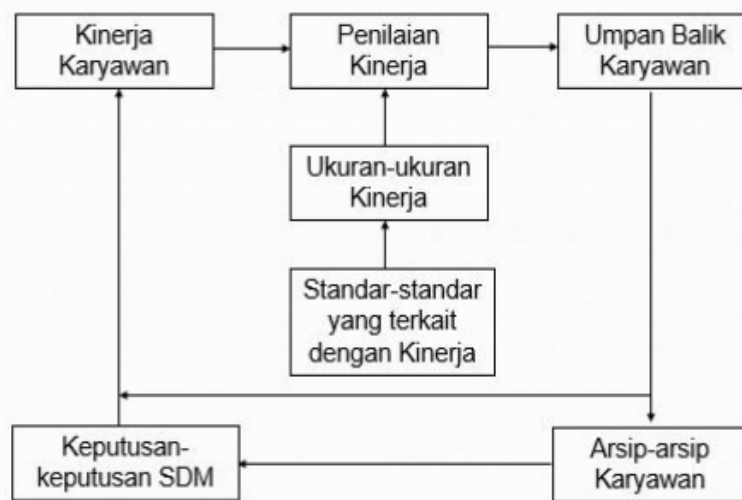 Kinerja
Karyawan
Penilaian
Kinerja
Umpan Balik
Karyawan
Ukuran-ukuran
Kinerja
Standar-standar
yang terkait
dengan Kinerja
Keputusan-
keputusan SDM
Arsip-arsip
Karyawan